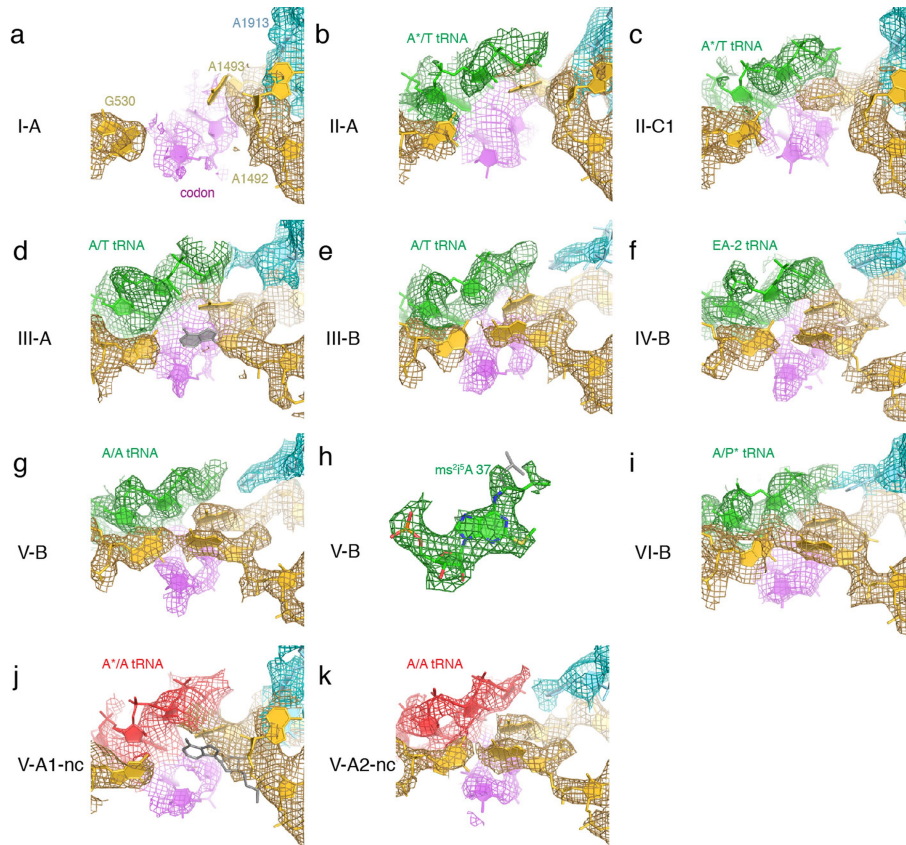 a
A1913
A1493
G530
I-A
A1492
codon
b
A*/T tRNA
II-A
c
A*/T tRNA
II-C1
d
A/T tRNA
III-A
e
A/T tRNA
III-B
f
EA-2 tRNA
IV-B
g
A/A tRNA
V-B
h
ms²i⁶A 37
V-B
i
A/P* tRNA
VI-B
j
A*/A tRNA
V-A1-nc
k
A/A tRNA
V-A2-nc